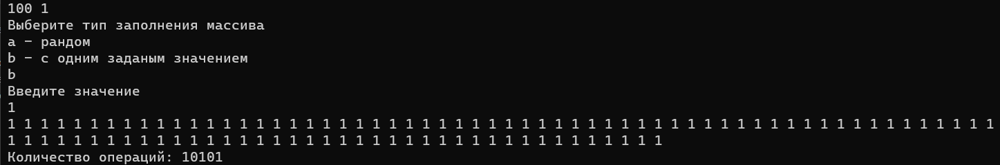 100 1
Выберите тип заполнения массива
a - рандом
b - с одним заданым значением
b
Введите значение
1
1 1 1 1 1 1 1 1 1 1 1 1 1 1 1 1 1 1 1 1 1 1 1 1 1 1 1 1 1 1 1 1 1 1 1 1 1 1 1 1 1 1 1 1 1 1 1 1 1 1 1 1 1 1 1 1 1 1 1 1
1 1 1 1 1 1 1 1 1 1 1 1 1 1 1 1 1 1 1 1 1 1 1 1 1 1 1 1 1 1 1 1 1 1 1 1 1 1 1 1
Количество операций: 10101